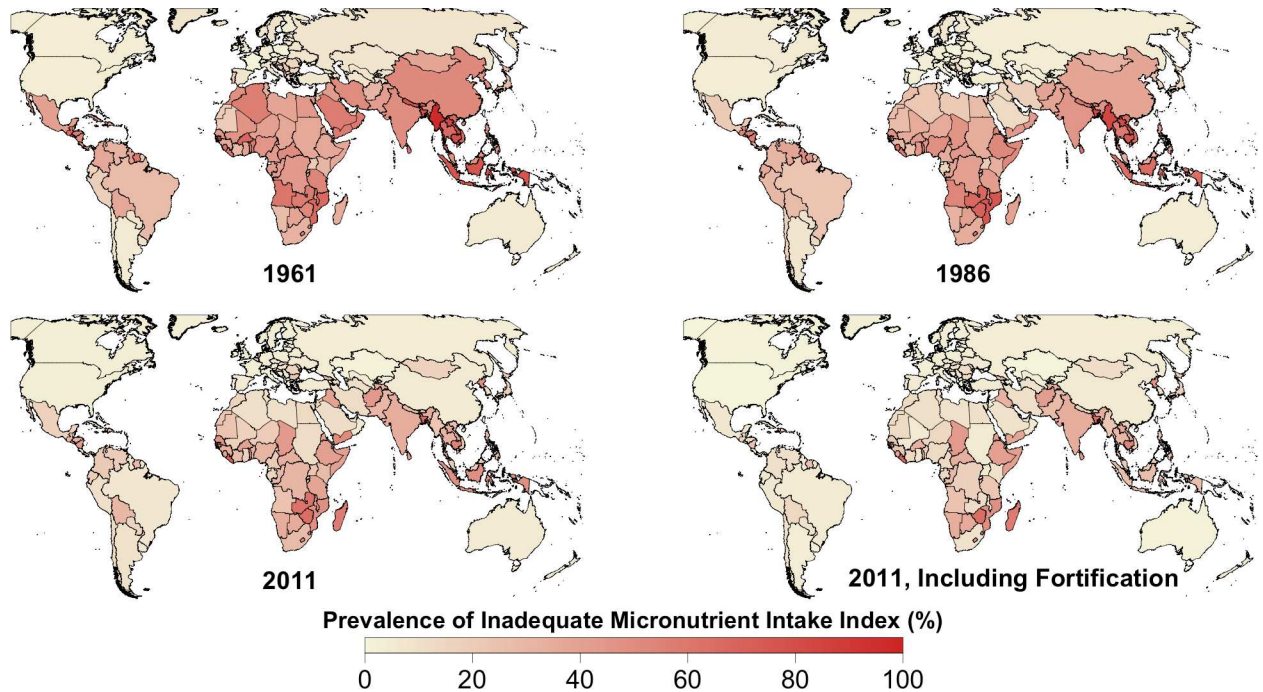 1961
1986
2011
2011, Including Fortification
Prevalence of Inadequate Micronutrient Intake Index (%)
0 20 40 60 80 100